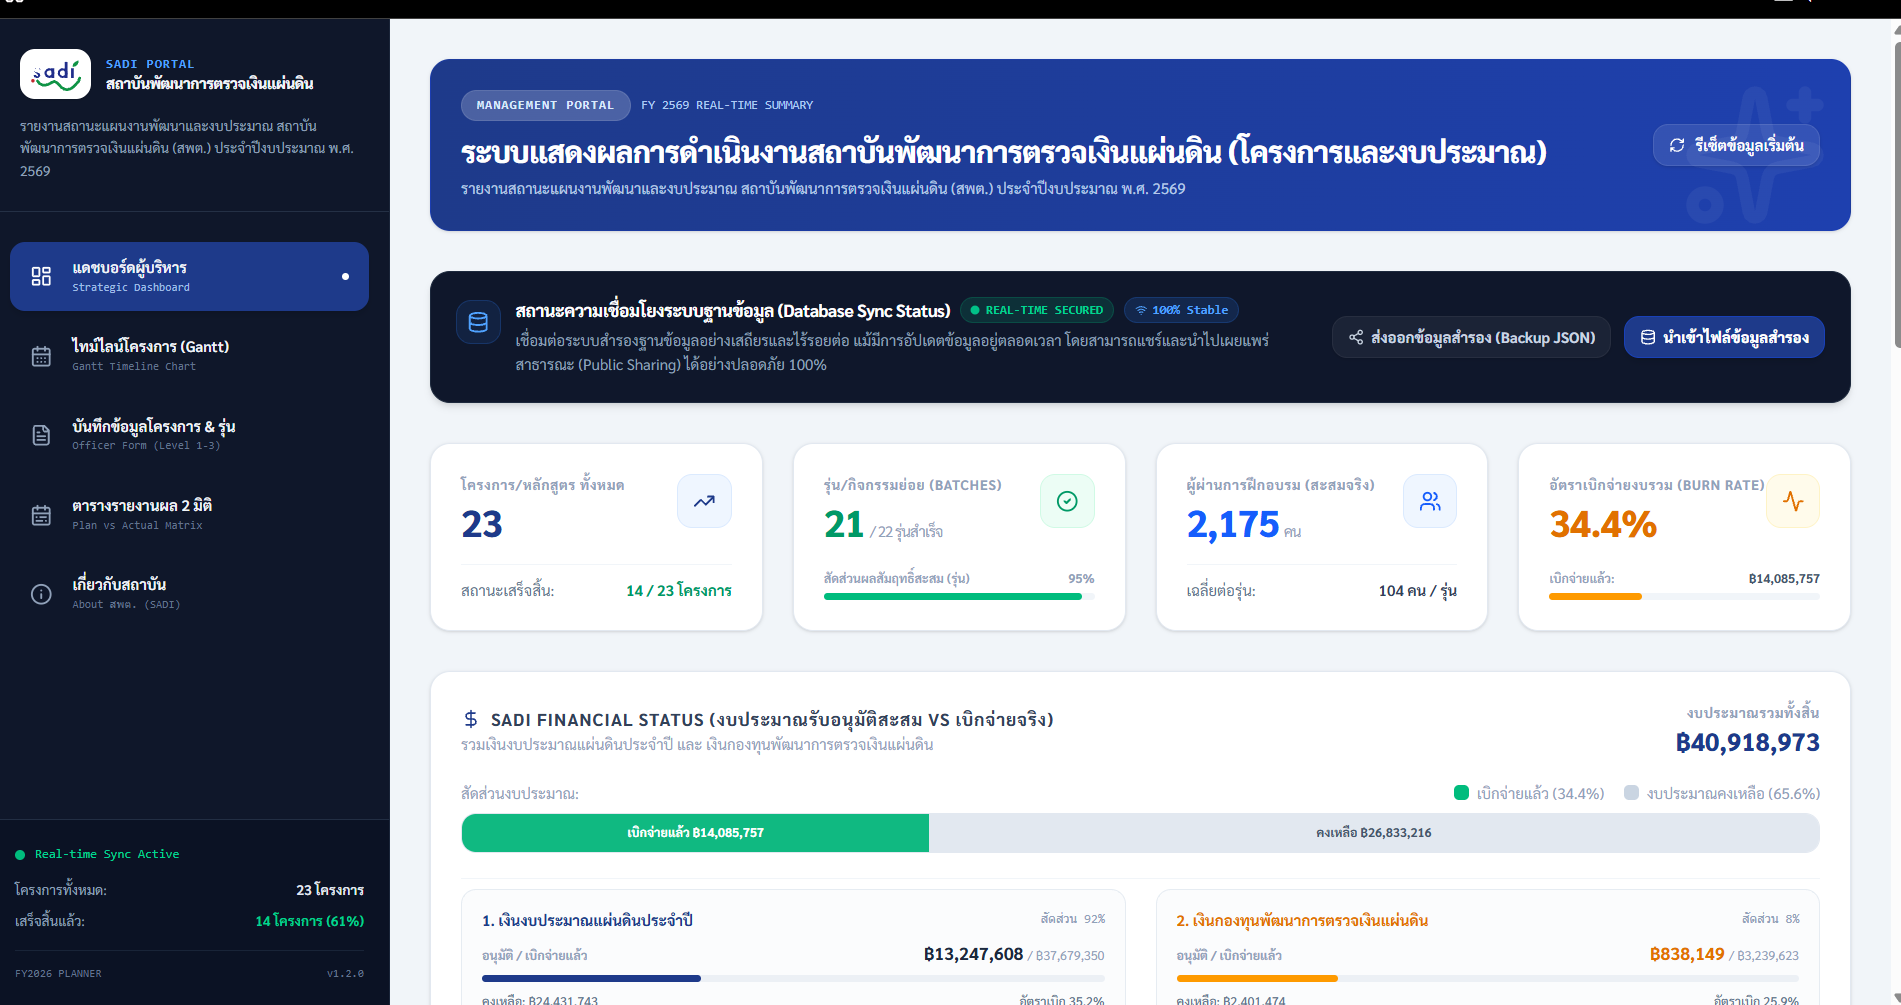 sadi
SADI PORTAL
สถาบันพัฒนาการตรวจเงินแผ่นดิน
รายงานสถานะแผนงานพัฒนาและงบประมาณ สถาบัน
พัฒนาการตรวจเงินแผ่นดิน (สพต.) ประจำปีงบประมาณ พ.ศ.
2569
แดชบอร์ดผู้บริหาร
Strategic Dashboard
ไทม์ไลน์โครงการ (Gantt)
Gantt Timeline Chart
บันทึกข้อมูลโครงการ & รุ่น
Officer Form (Level 1-3)
ตารางรายงานผล 2 มิติ
Plan vs Actual Matrix
เกี่ยวกับสถาบัน
About สพต. (SADI)
Real-time Sync Active
โครงการทั้งหมด: 23 โครงการ
เสร็จสิ้นแล้ว: 14 โครงการ (61%)
FY2026 PLANNER v1.2.0
MANAGEMENT PORTAL FY 2569 REAL-TIME SUMMARY
ระบบแสดงผลการดำเนินงานสถาบันพัฒนาการตรวจเงินแผ่นดิน (โครงการและงบประมาณ)
รายงานสถานะแผนงานพัฒนาและงบประมาณ สถาบันพัฒนาการตรวจเงินแผ่นดิน (สพต.) ประจำปีงบประมาณ พ.ศ. 2569
รีเซ็ตข้อมูลเริ่มต้น
สถานะความเชื่อมโยงระบบฐานข้อมูล (Database Sync Status) REAL-TIME SECURED 100% Stable
เชื่อมต่อระบบสำรองฐานข้อมูลอย่างเสถียรและไร้รอยต่อ แม้มีการอัปเดตข้อมูลอยู่ตลอดเวลา โดยสามารถแชร์และนำไปเผยแพร่
สาธารณะ (Public Sharing) ได้อย่างปลอดภัย 100%
ส่งออกข้อมูลสำรอง (Backup JSON)
นำเข้าไฟล์ข้อมูลสำรอง
โครงการ/หลักสูตร ทั้งหมด
23
สถานะเสร็จสิ้น: 14 / 23 โครงการ
รุ่น/กิจกรรมย่อย (BATCHES)
21 / 22 รุ่นสำเร็จ
สัดส่วนผลสัมฤทธิ์สะสม (รุ่น) 95%
ผู้ผ่านการฝึกอบรม (สะสมจริง)
2,175 คน
เฉลี่ยต่อรุ่น: 104 คน / รุ่น
อัตราเบิกจ่ายงบรวม (BURN RATE)
34.4%
เบิกจ่ายแล้ว: ฿14,085,757
SADI FINANCIAL STATUS (งบประมาณรับอนุมัติสะสม VS เบิกจ่ายจริง)
รวมเงินงบประมาณแผ่นดินประจำปี และ เงินกองทุนพัฒนาการตรวจเงินแผ่นดิน
งบประมาณรวมทั้งสิ้น
฿40,918,973
สัดส่วนงบประมาณ:
เบิกจ่ายแล้ว (34.4%) งบประมาณคงเหลือ (65.6%)
เบิกจ่ายแล้ว ฿14,085,757 คงเหลือ ฿26,833,216
1. เงินงบประมาณแผ่นดินประจำปี สัดส่วน 92%
อนุมัติ / เบิกจ่ายแล้ว ฿13,247,608 / ฿37,679,350
คงเหลือ: ฿24,431,743 อัตราเบิก 35.2%
2. เงินกองทุนพัฒนาการตรวจเงินแผ่นดิน สัดส่วน 8%
อนุมัติ / เบิกจ่ายแล้ว ฿838,149 / ฿3,239,623
คงเหลือ: ฿2,401,474 อัตราเบิก 25.9%